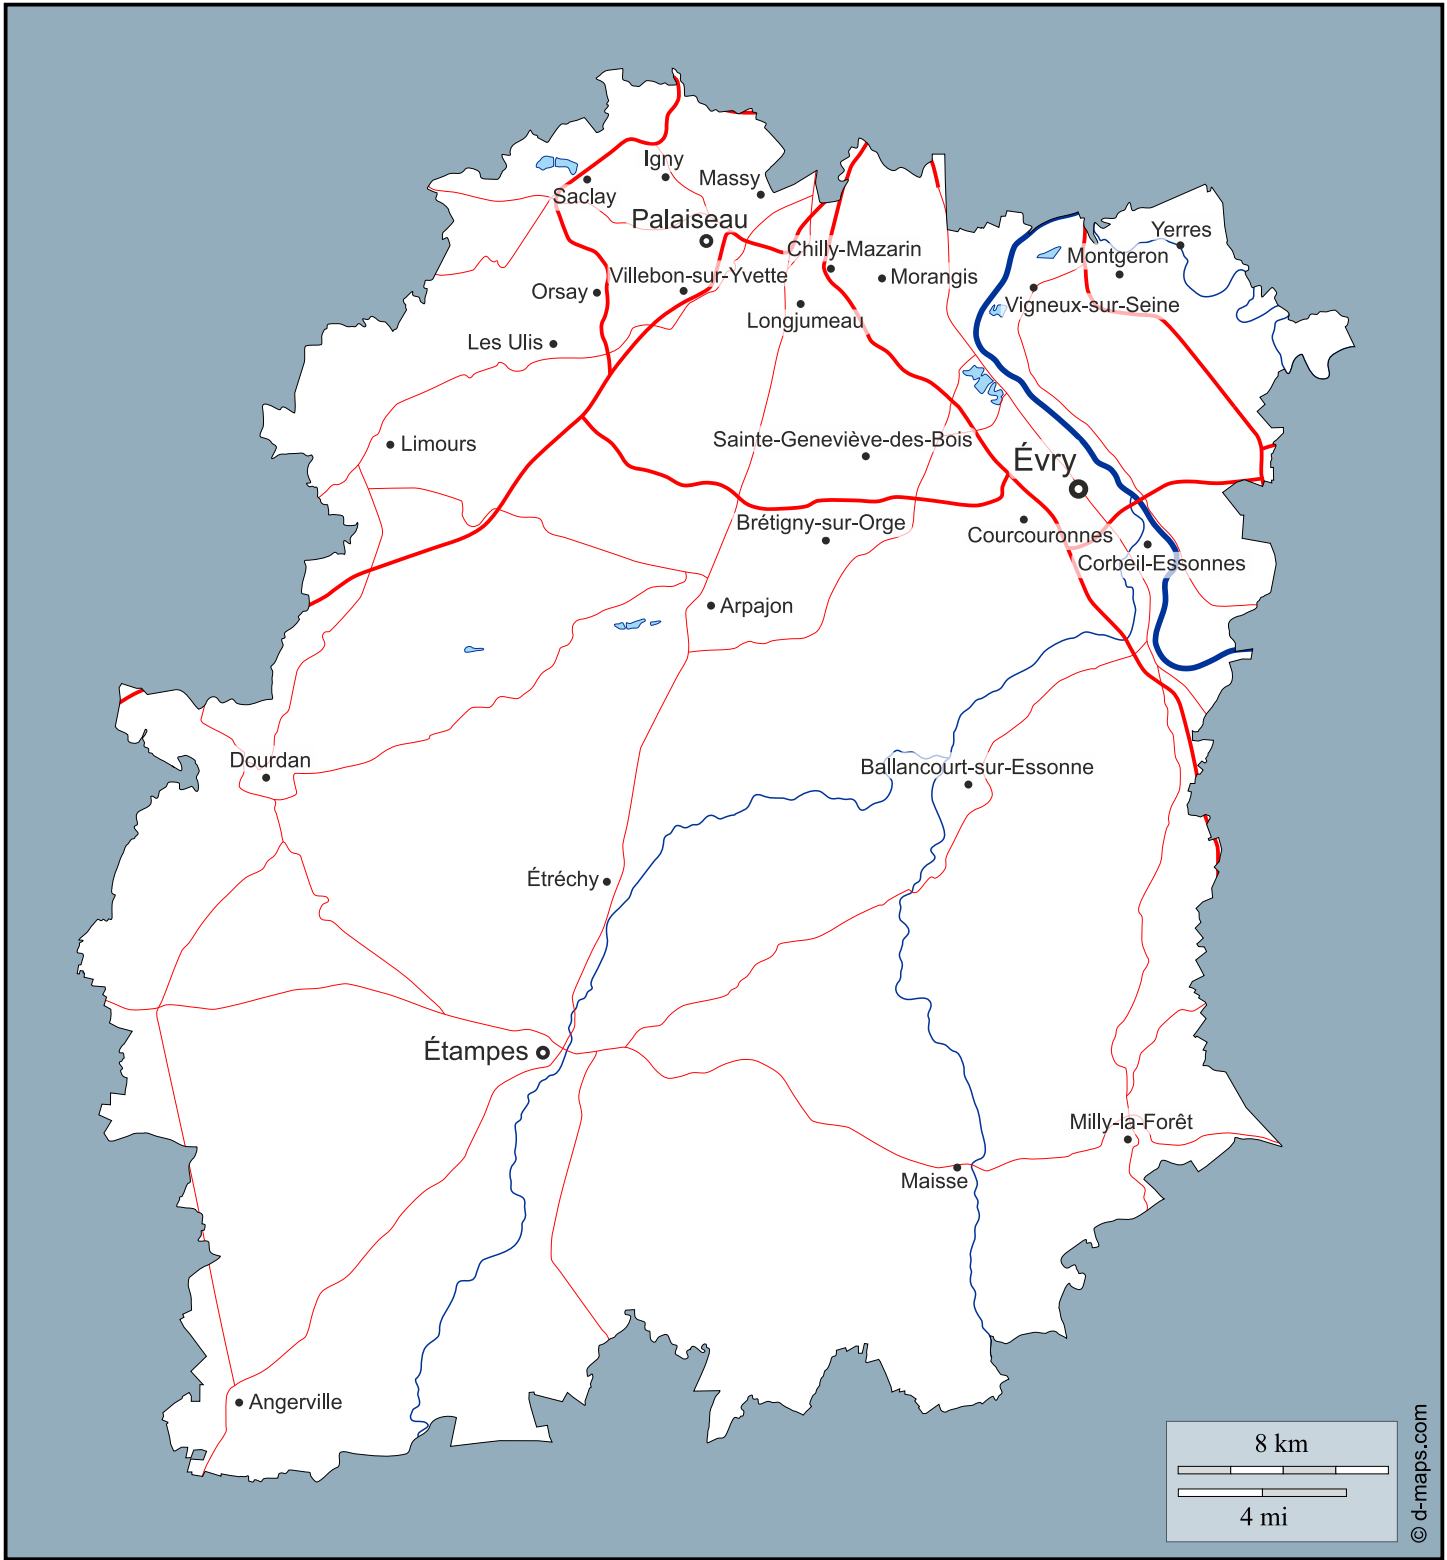 Igny
Massy
Saclay
Palaiseau
Yerres
Chilly-Mazarin
Montgeron
Villebon-sur-Yvette
Morangis
Orsay
Vigneux-sur-Seine
Longjumeau
Les Ulis
Limours
Sainte-Geneviève-des-Bois
Évry
Brétigny-sur-Orge
Courcouronnes
Corbeil-Essonnes
Arpajon
Dourdan
Ballancourt-sur-Essonne
Étréchy
Étampes
Milly-la-Forêt
Maisse
Angerville
8 km
4 mi
© d-maps.com